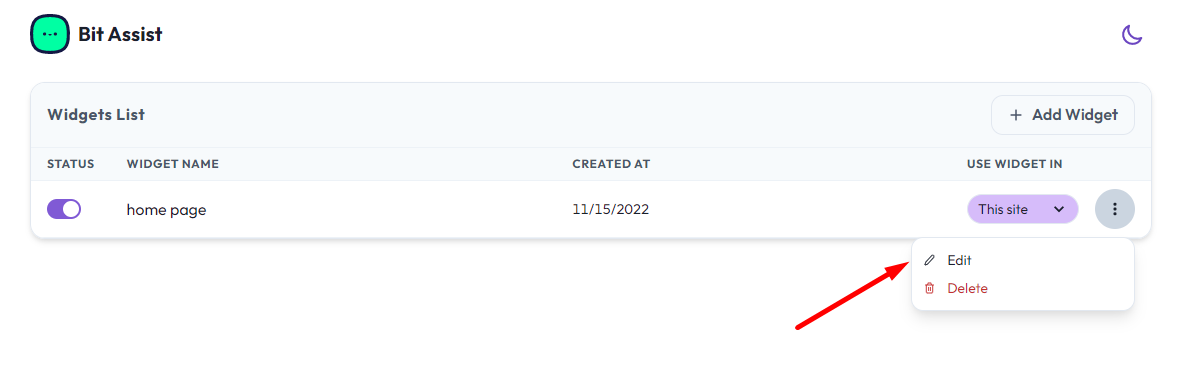 Bit Assist
Widgets List
+ Add Widget
STATUS WIDGET NAME CREATED AT USE WIDGET IN
home page 11/15/2022 This site
Edit
Delete